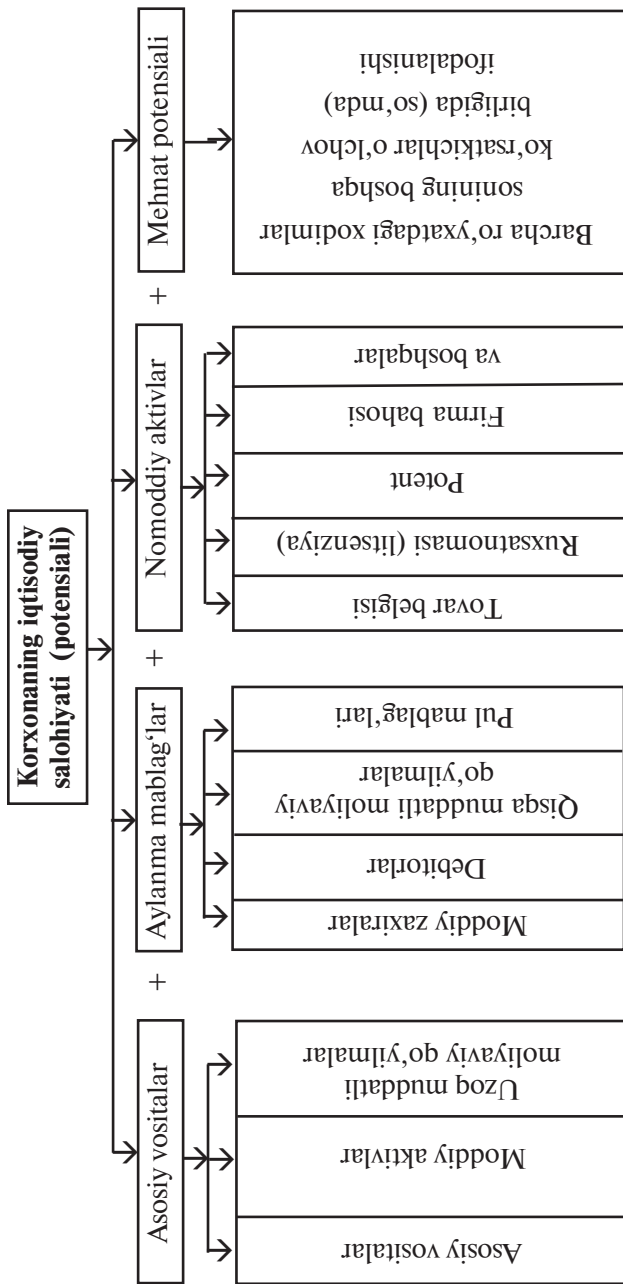 Korxonaning iqtisodiy
salohiyati (potensiali)
Asosiy vositalar
+
Aylanma mablag‘lar
+
Nomoddiy aktivlar
+
Mehnat potensiali
Asosiy vositalar
Moddiy aktivlar
Uzoq muddatli
moliyaviy qo’yilmalar
Moddiy zaxiralar
Debitorlar
Qisqa muddatli moliyaviy
qo’yilmalar
Pul mablag‘lari
Tovar belgisi
Ruxsatnomasi (litsenziya)
Potent
Firma bahosi
va boshqalar
Barcha ro’yxatdagi xodimlar
sonining boshqa
ko’rsatkichlar o’lchov
birligida (so’mda)
ifodalanishi